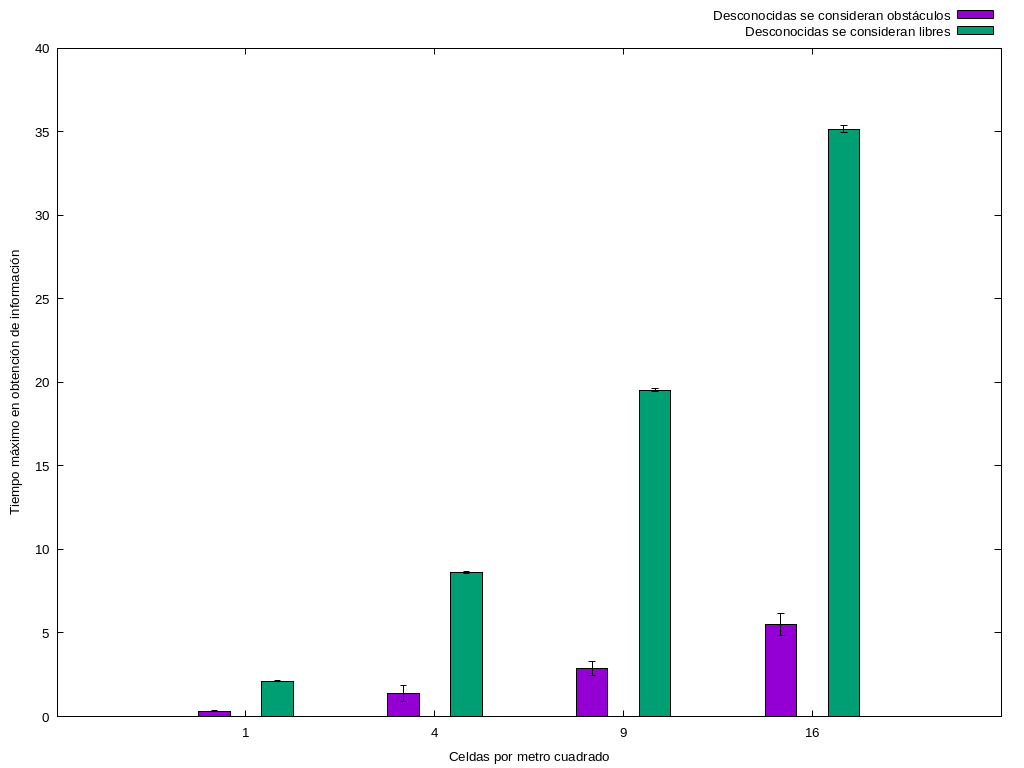 Desconocidas se consideran obstáculos
Desconocidas se consideran libres
40
35
30
25
20
15
10
5
0
Tiempo máximo en obtención de información
1 4 9 16
Celdas por metro cuadrado